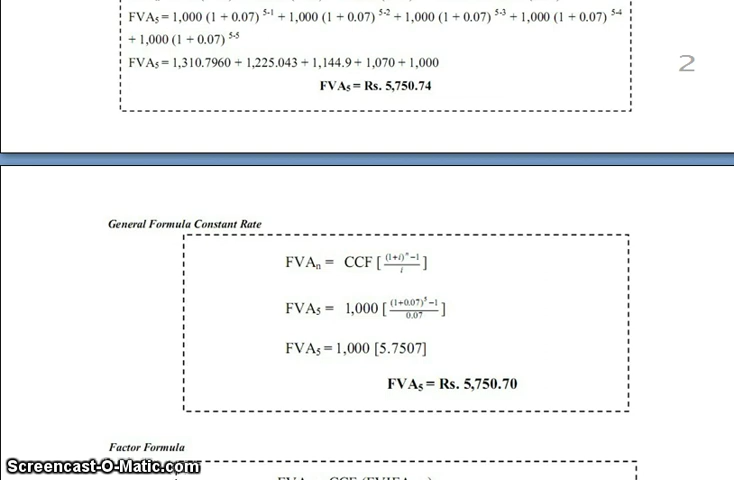 FVA₅ = 1,000 (1 + 0.07) ⁵⁻¹ + 1,000 (1 + 0.07) ⁵⁻² + 1,000 (1 + 0.07) ⁵⁻³ + 1,000 (1 + 0.07) ⁵⁻⁴
+ 1,000 (1 + 0.07) ⁵⁻⁵
FVA₅ = 1,310.7960 + 1,225.043 + 1,144.9 + 1,070 + 1,000
FVA₅ = Rs. 5,750.74
2
General Formula Constant Rate
FVAₙ = CCF [ ((1+i)ⁿ−1)/i ]
FVA₅ = 1,000 [ ((1+0.07)⁵−1)/0.07 ]
FVA₅ = 1,000 [5.7507]
FVA₅ = Rs. 5,750.70
Factor Formula
Screencast-O-Matic.com